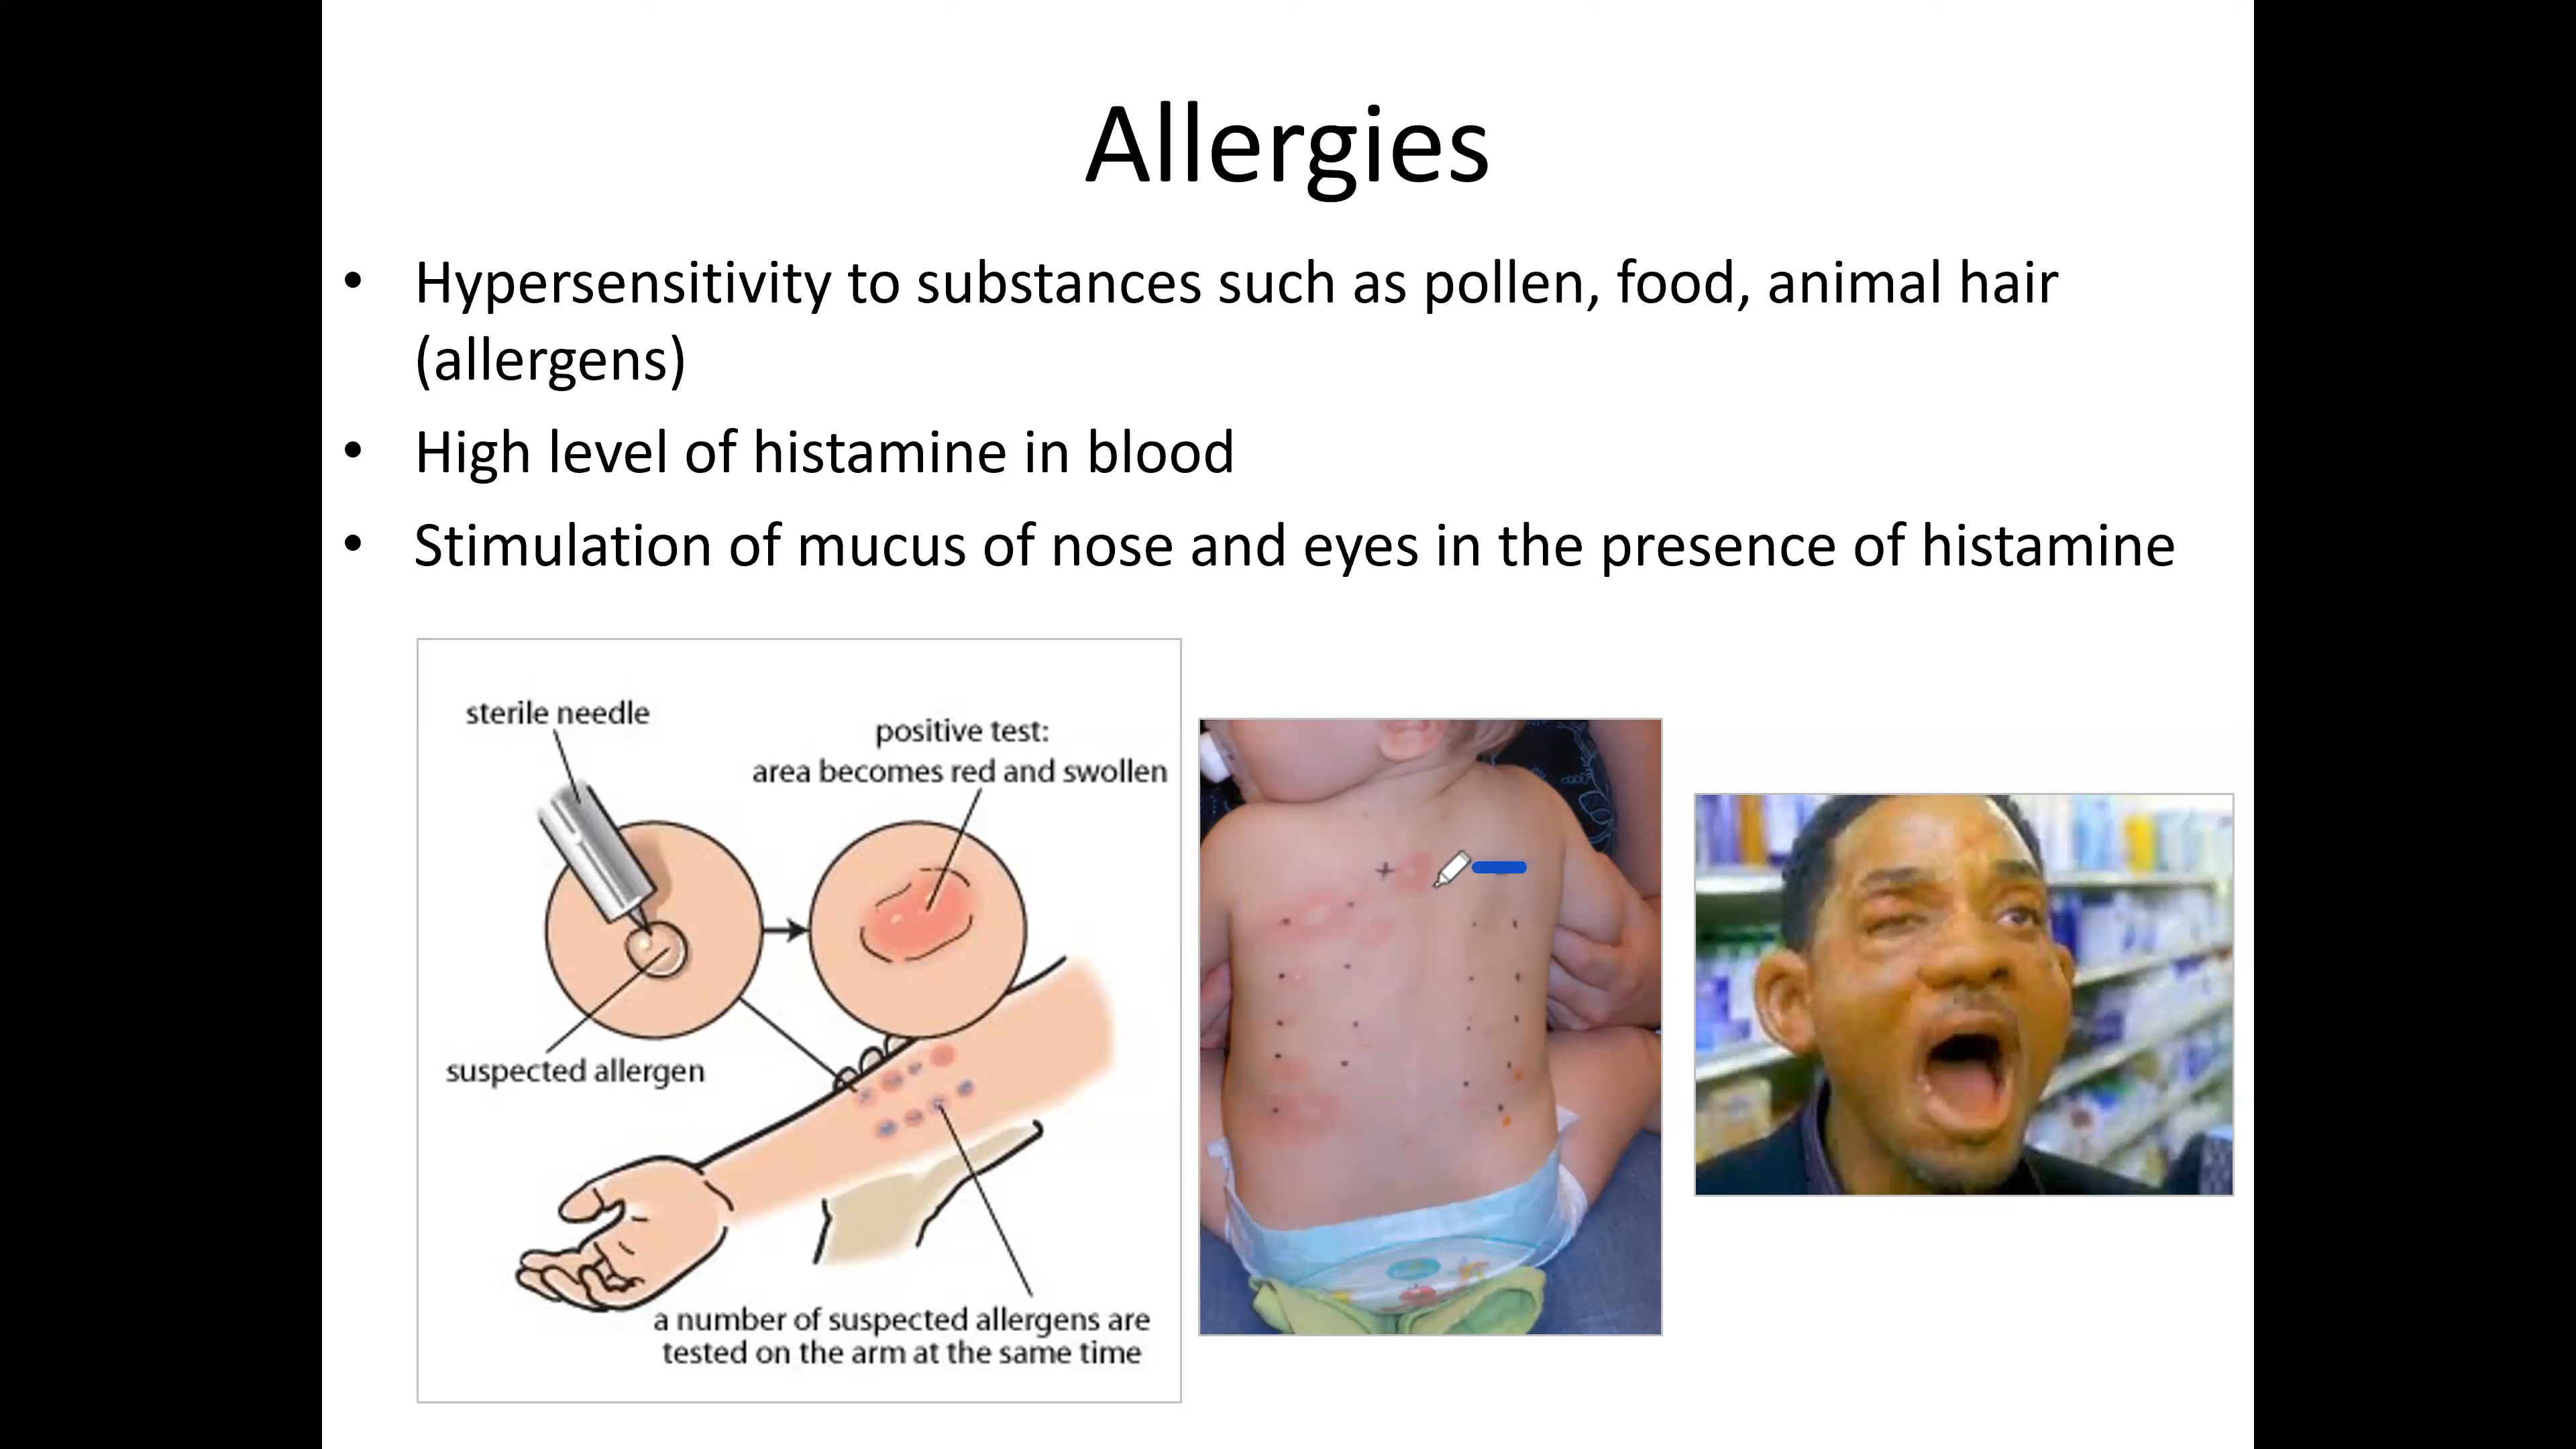 Allergies
• Hypersensitivity to substances such as pollen, food, animal hair
(allergens)
• High level of histamine in blood
• Stimulation of mucus of nose and eyes in the presence of histamine
sterile needle
positive test:
area becomes red and swollen
suspected allergen
a number of suspected allergens are
tested on the arm at the same time